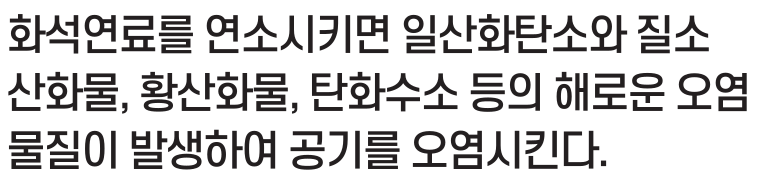 화석연료를 연소시키면 일산화탄소와 질소
산화물, 황산화물, 탄화수소 등의 해로운 오염
물질이 발생하여 공기를 오염시킨다.